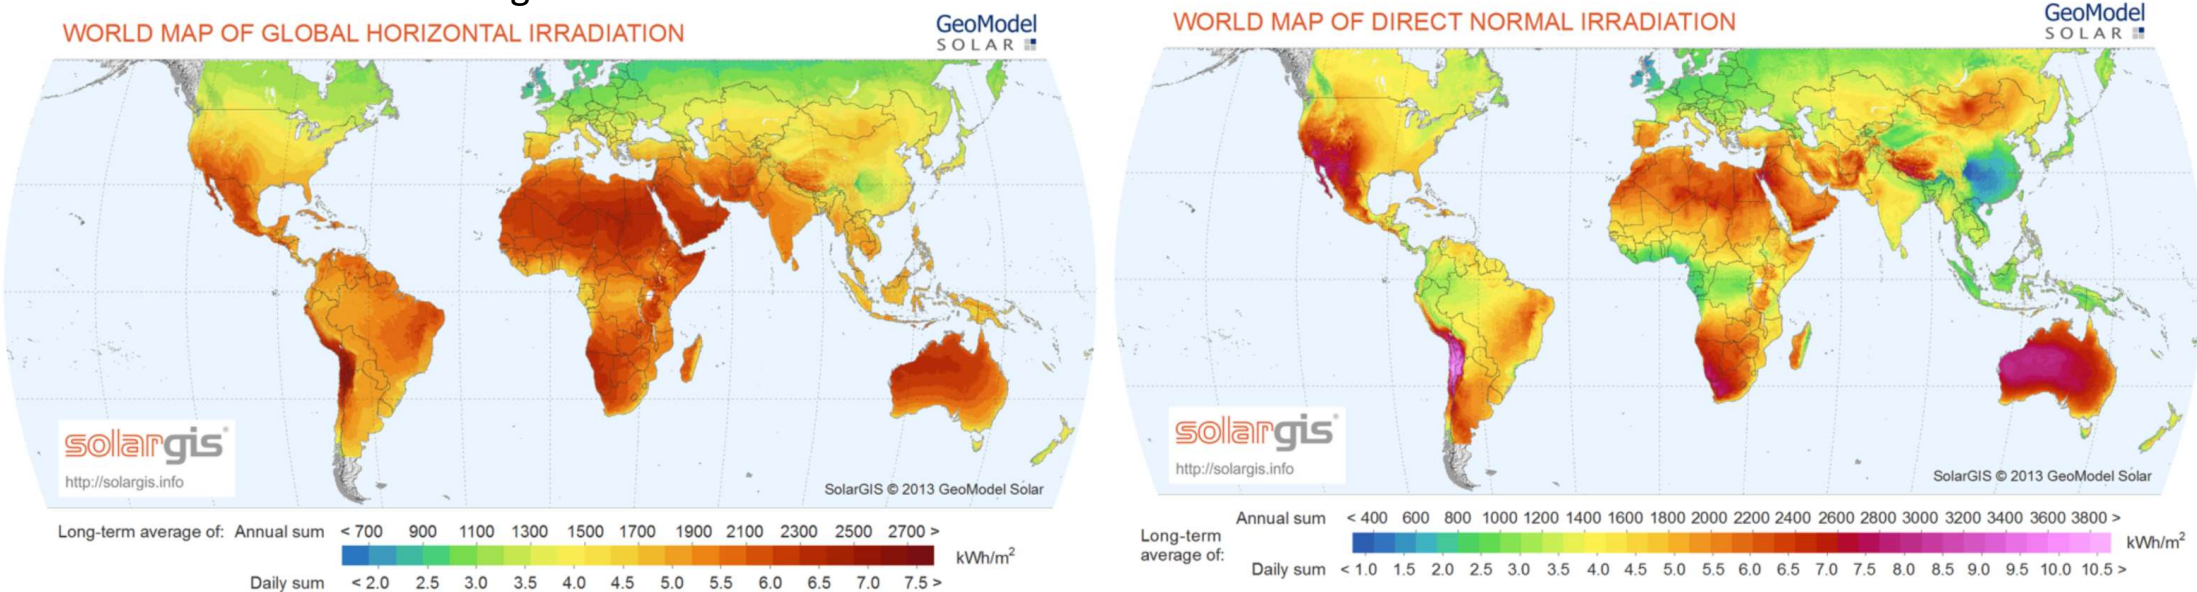 WORLD MAP OF GLOBAL HORIZONTAL IRRADIATION
GeoModel
SOLAR
solargis
http://solargis.info
SolarGIS © 2013 GeoModel Solar
Long-term average of: Annual sum < 700 900 1100 1300 1500 1700 1900 2100 2300 2500 2700 >
kWh/m²
Daily sum < 2.0 2.5 3.0 3.5 4.0 4.5 5.0 5.5 6.0 6.5 7.0 7.5 >
WORLD MAP OF DIRECT NORMAL IRRADIATION
GeoModel
SOLAR
solargis
http://solargis.info
SolarGIS © 2013 GeoModel Solar
Annual sum < 400 600 800 1000 1200 1400 1600 1800 2000 2200 2400 2600 2800 3000 3200 3400 3600 3800 >
Long-term
average of:
kWh/m²
Daily sum < 1.0 1.5 2.0 2.5 3.0 3.5 4.0 4.5 5.0 5.5 6.0 6.5 7.0 7.5 8.0 8.5 9.0 9.5 10.0 10.5 >